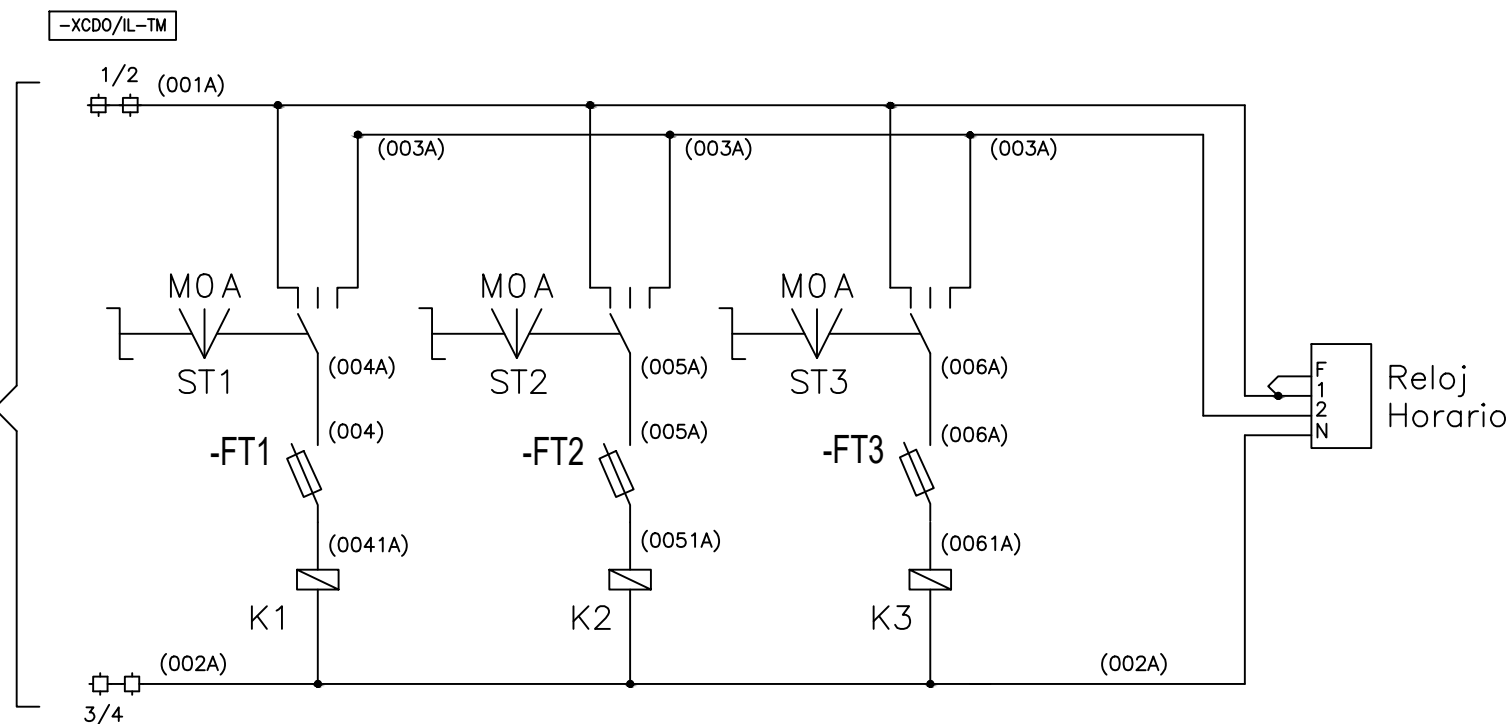 -XCDO/IL-TM
1/2
(001A)
(003A)
(003A)
(003A)
M0A
M0A
M0A
ST1
ST2
ST3
(004A)
(005A)
(006A)
F
1
2
N
Reloj
Horario
(004)
(005A)
(006A)
-FT1
-FT2
-FT3
(0041A)
(0051A)
(0061A)
K1
K2
K3
(002A)
(002A)
3/4